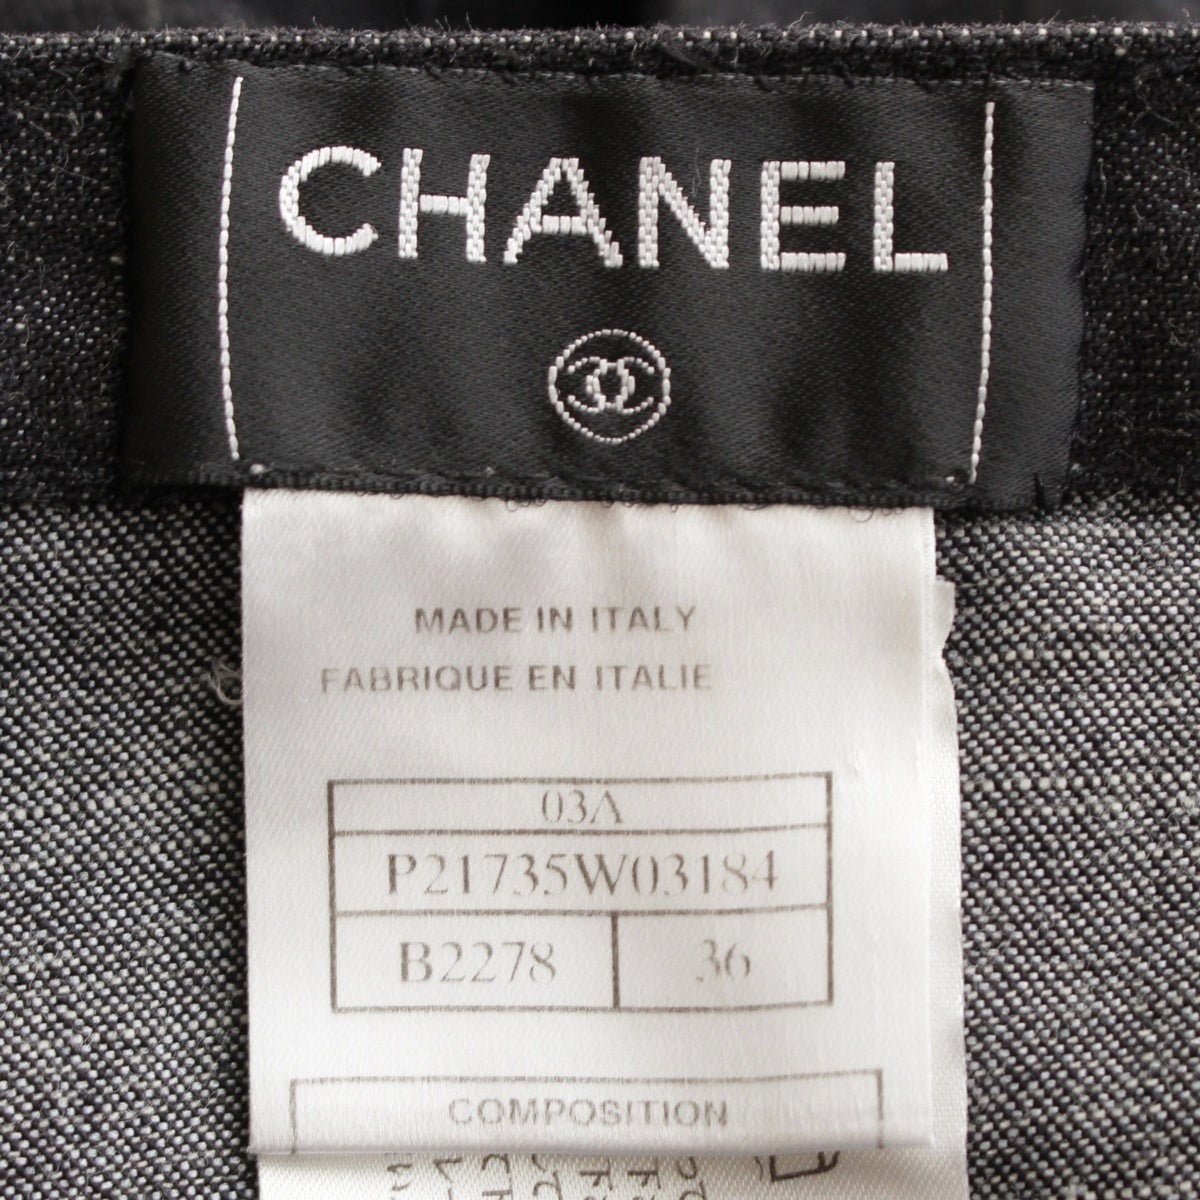 CHANEL
MADE IN ITALY
FABRIQUE EN ITALIE
03A
P21735W03184
B2278 36
COMPOSITION